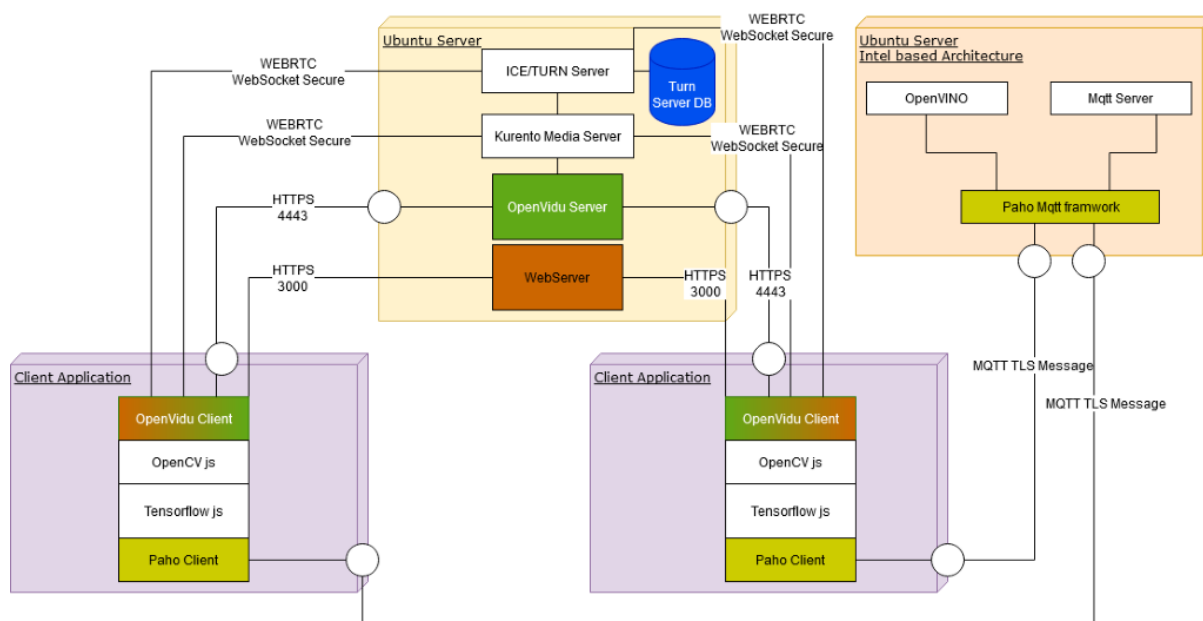 Ubuntu Server
WEBRTC
WebSocket Secure
WEBRTC
WebSocket Secure
ICE/TURN Server
Turn
Server DB
WEBRTC
WebSocket Secure
Kurento Media Server
WEBRTC
WebSocket Secure
HTTPS
4443
OpenVidu Server
HTTPS
3000
WebServer
HTTPS
3000
HTTPS
4443
Ubuntu Server
Intel based Architecture
OpenVINO
Mqtt Server
Paho Mqtt framwork
MQTT TLS Message
MQTT TLS Message
Client Application
OpenVidu Client
OpenCV js
Tensorflow js
Paho Client
Client Application
OpenVidu Client
OpenCV js
Tensorflow js
Paho Client